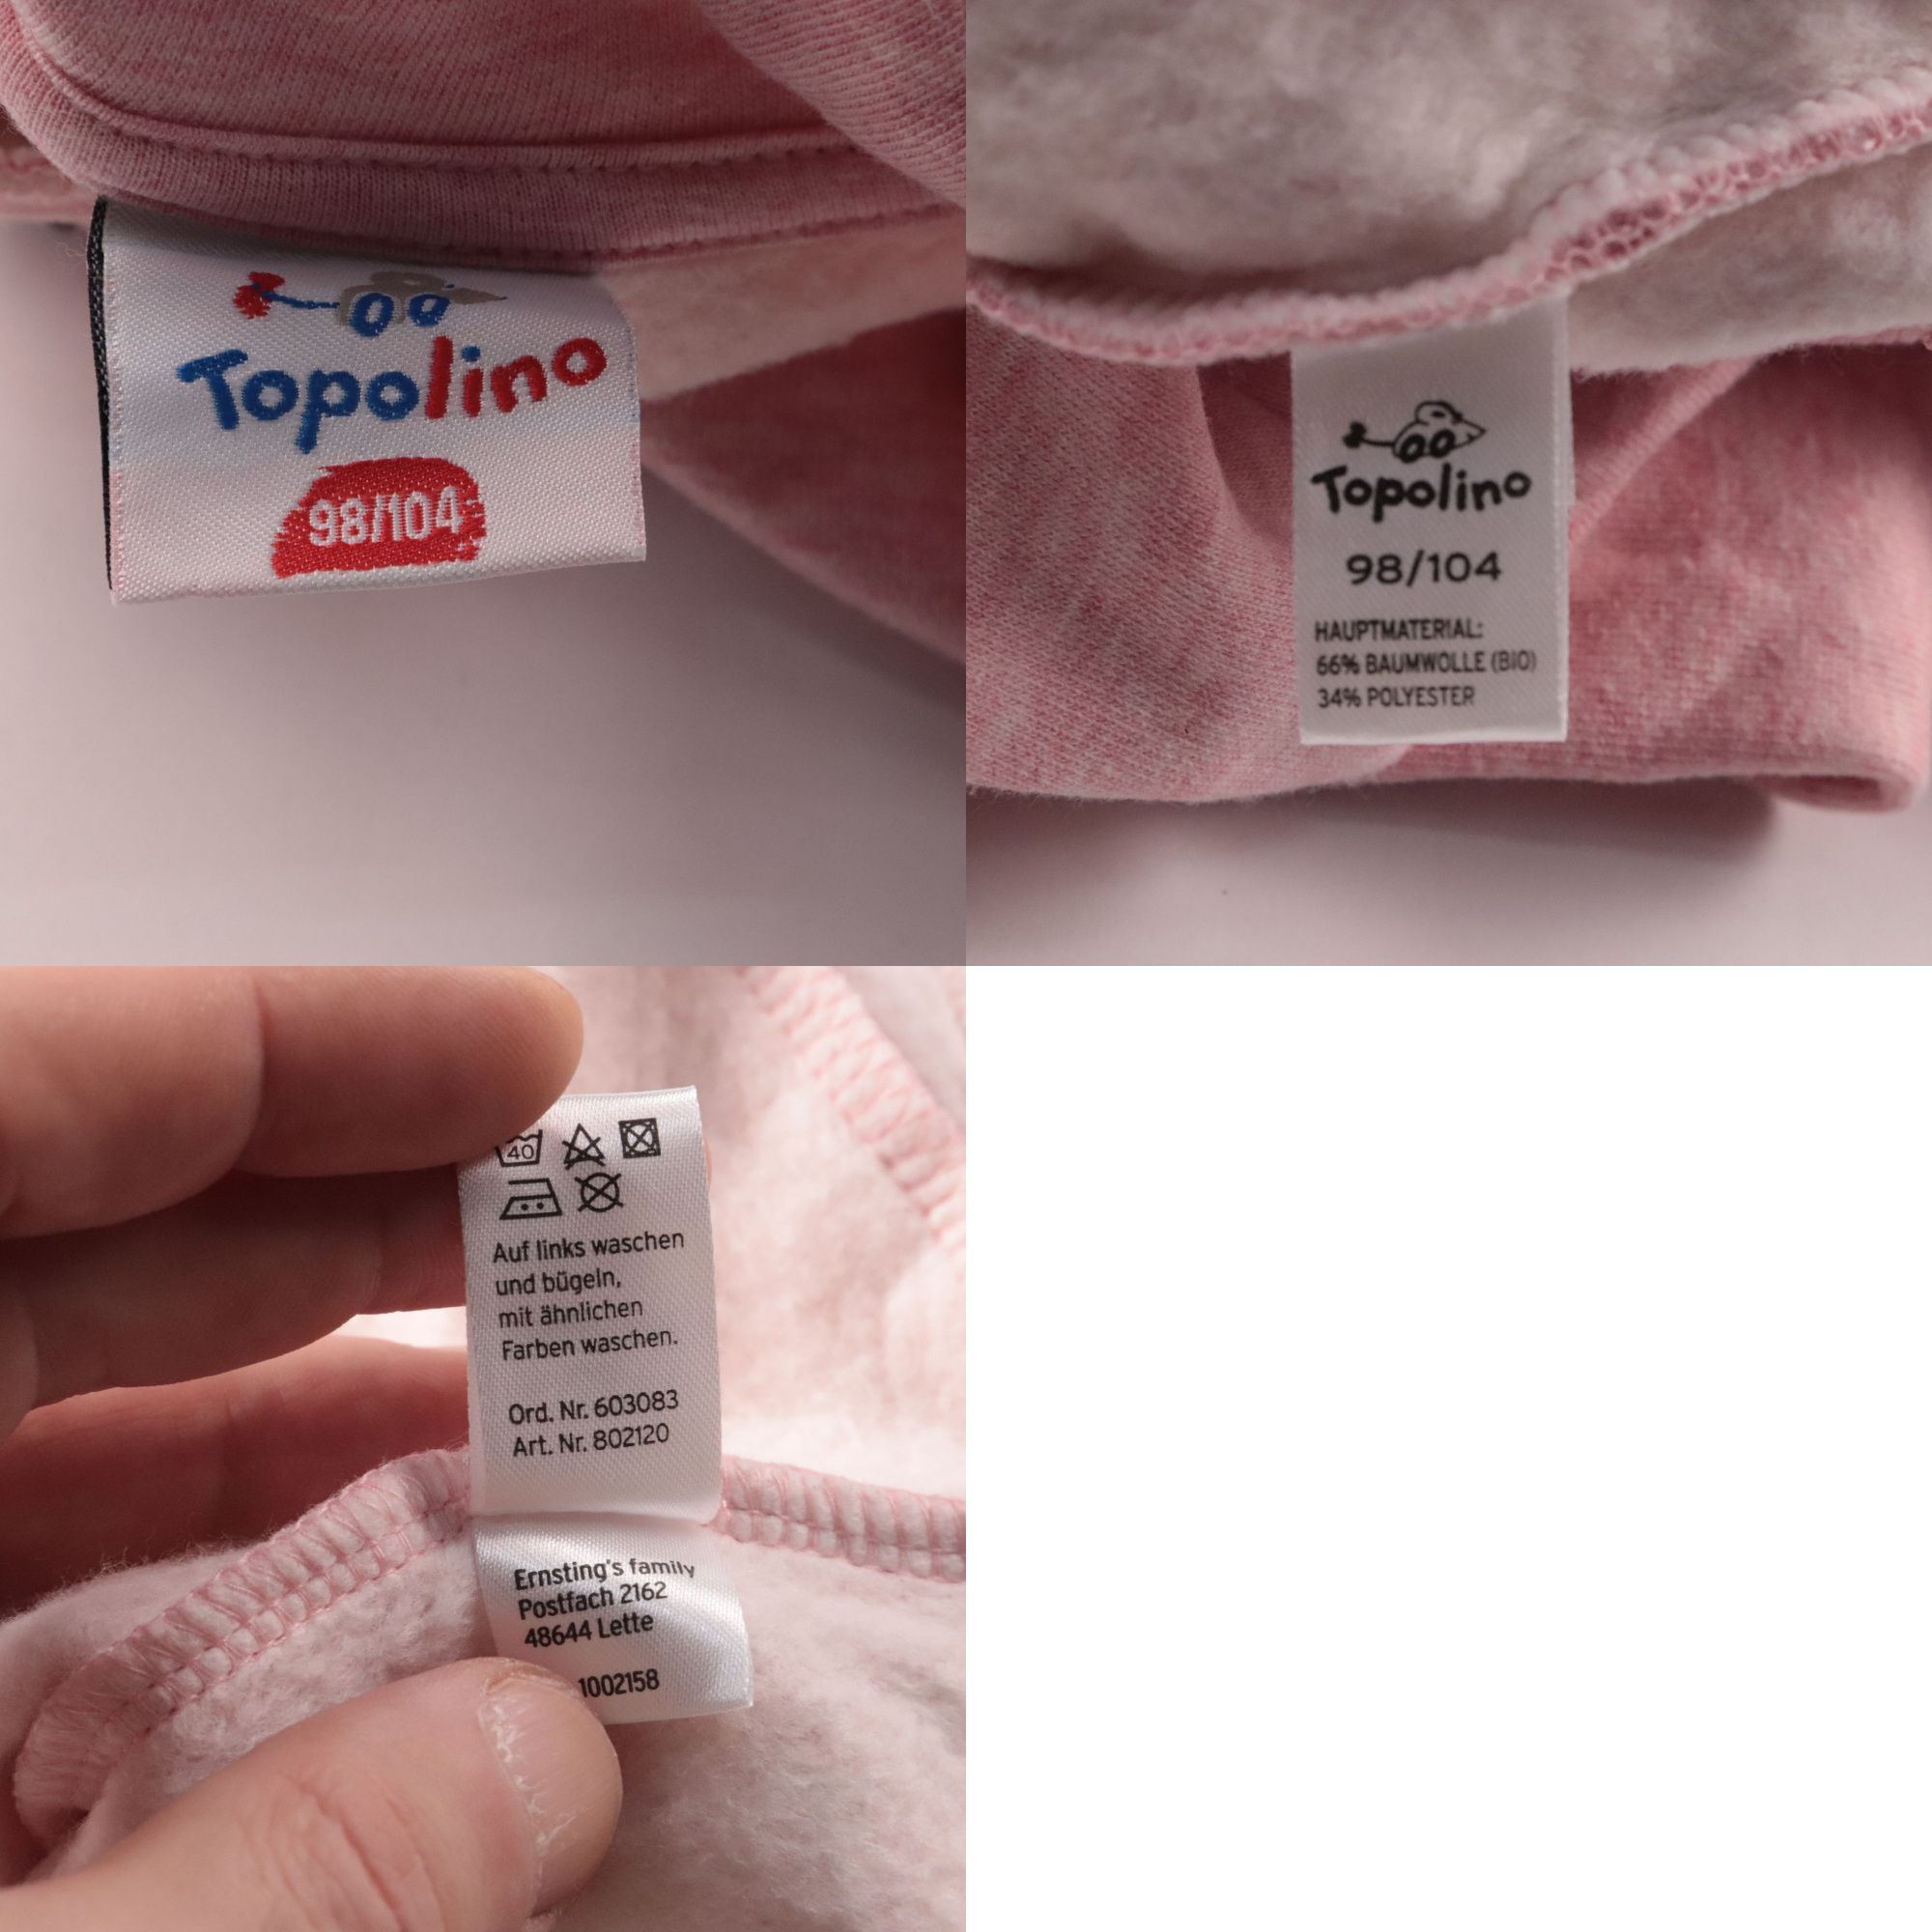 Topolino
98/104
Topolino
98/104
HAUPTMATERIAL:
66% BAUMWOLLE (BIO)
34% POLYESTER
40
Auf links waschen
und bügeln,
mit ähnlichen
Farben waschen.
Ord. Nr. 603083
Art. Nr. 802120
Ernsting's family
Postfach 2162
48644 Lette
1002158